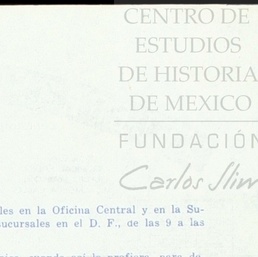 CENTRO DE
ESTUDIOS
DE HISTORIA
DE MEXICO
FUNDACIÓN
Carlos Slim
les en la Oficina Central y en la Su-
ucursales en el D. F., de las 9 a las